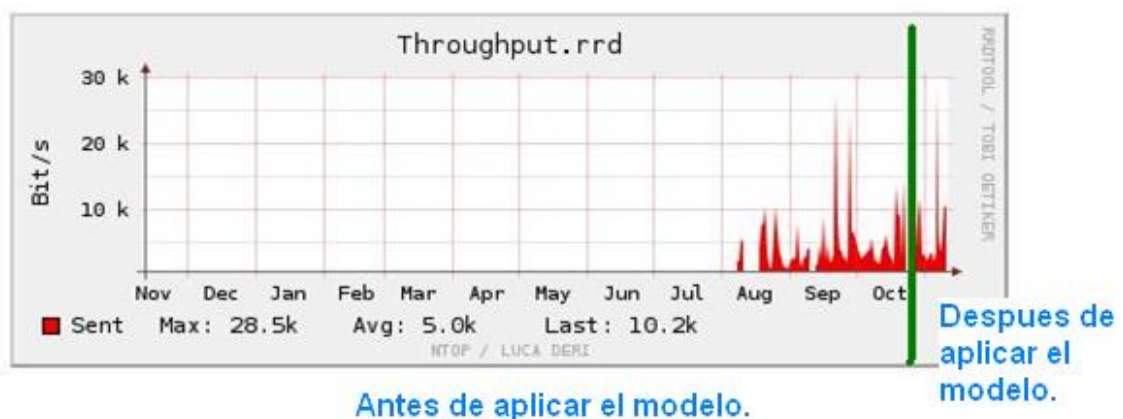 Throughput.rrd
30 k
20 k
10 k
Bit/s
Nov Dec Jan Feb Mar Apr May Jun Jul Aug Sep Oct
Sent Max: 28.5k Avg: 5.0k Last: 10.2k
NTOP / LUCA DERI
RRDTOOL / TOBI OETIKER
Despues de
aplicar el
modelo.
Antes de aplicar el modelo.